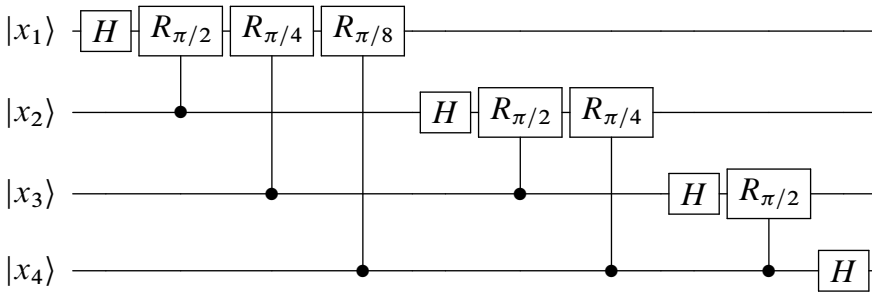 |x₁⟩ H R_{π/2} R_{π/4} R_{π/8}
|x₂⟩ H R_{π/2} R_{π/4}
|x₃⟩ H R_{π/2}
|x₄⟩ H